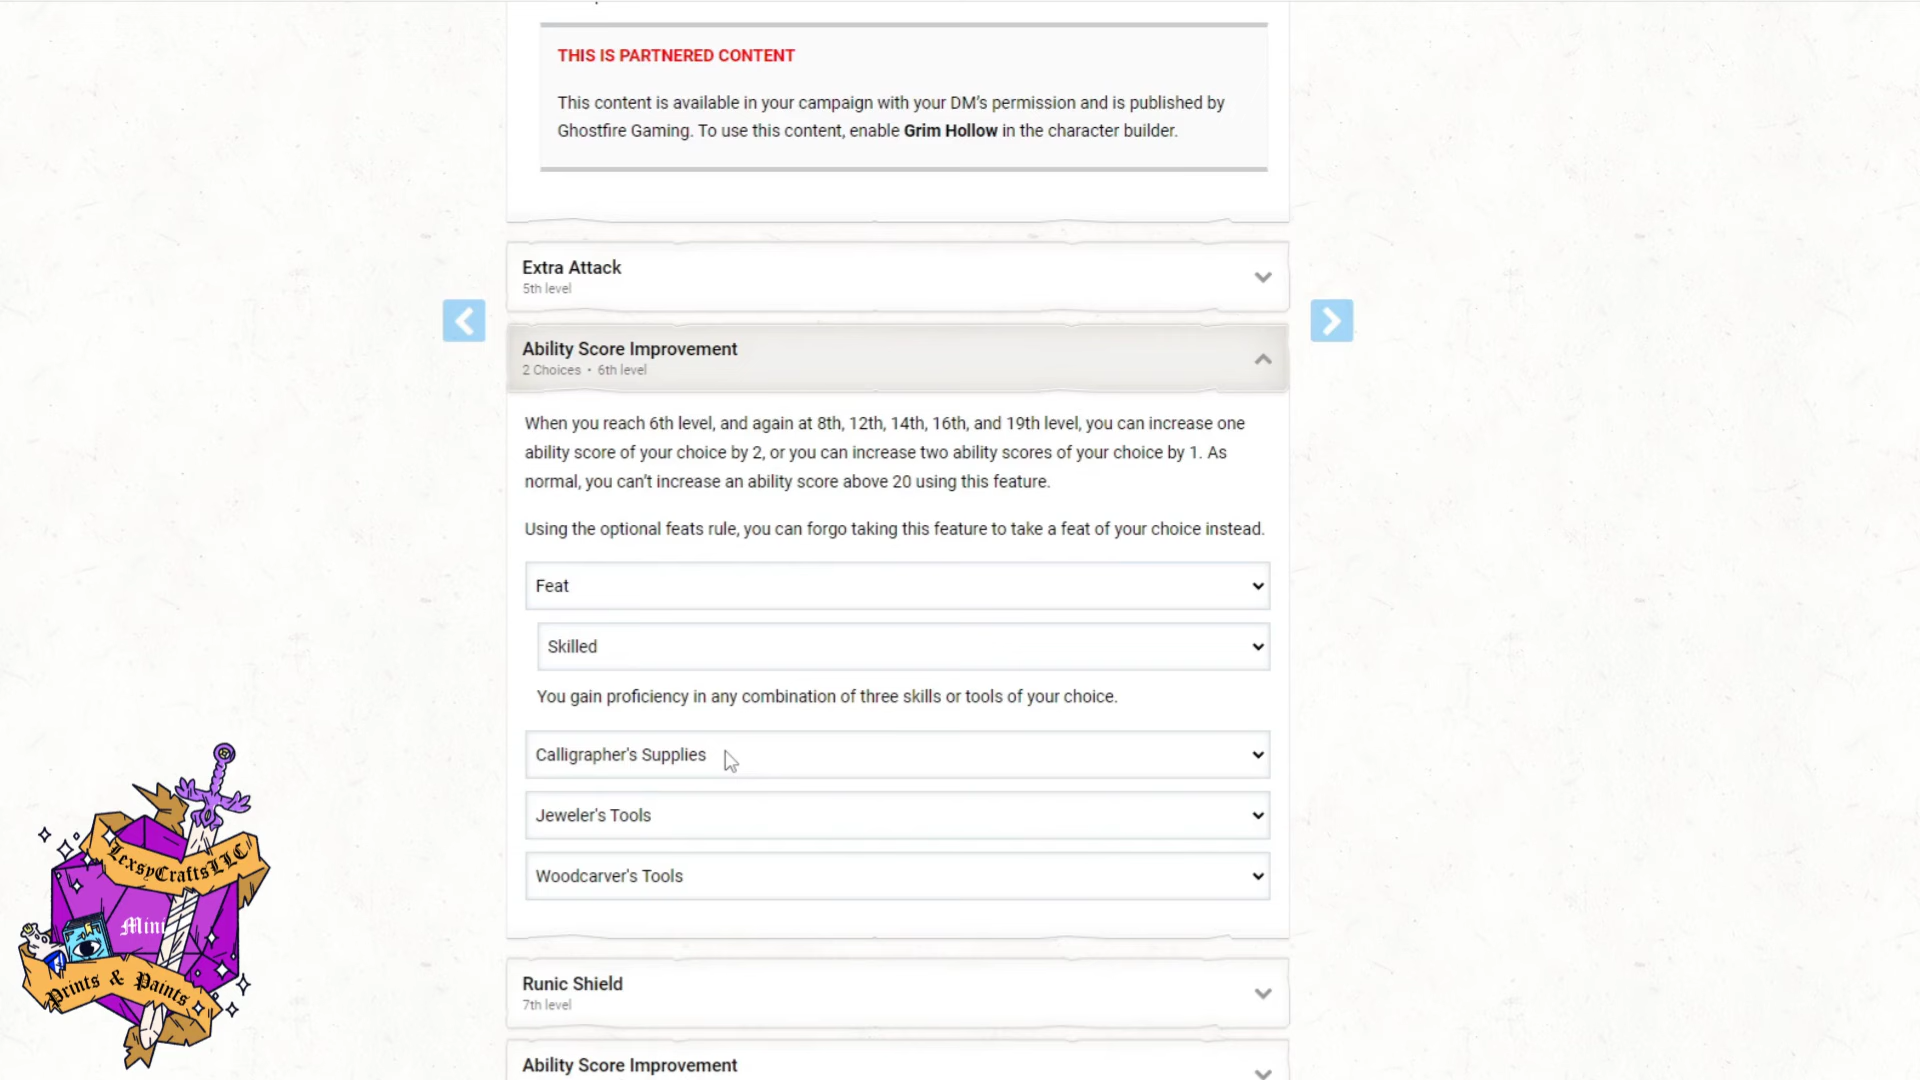 THIS IS PARTNERED CONTENT
This content is available in your campaign with your DM's permission and is published by
Ghostfire Gaming. To use this content, enable Grim Hollow in the character builder.
Extra Attack
5th level
Ability Score Improvement
2 Choices • 6th level
When you reach 6th level, and again at 8th, 12th, 14th, 16th, and 19th level, you can increase one
ability score of your choice by 2, or you can increase two ability scores of your choice by 1. As
normal, you can't increase an ability score above 20 using this feature.
Using the optional feats rule, you can forgo taking this feature to take a feat of your choice instead.
Feat
Skilled
You gain proficiency in any combination of three skills or tools of your choice.
Calligrapher's Supplies
Jeweler's Tools
Woodcarver's Tools
Runic Shield
7th level
Ability Score Improvement
LexsyCraftsLLC
Mini
Prints & Paints